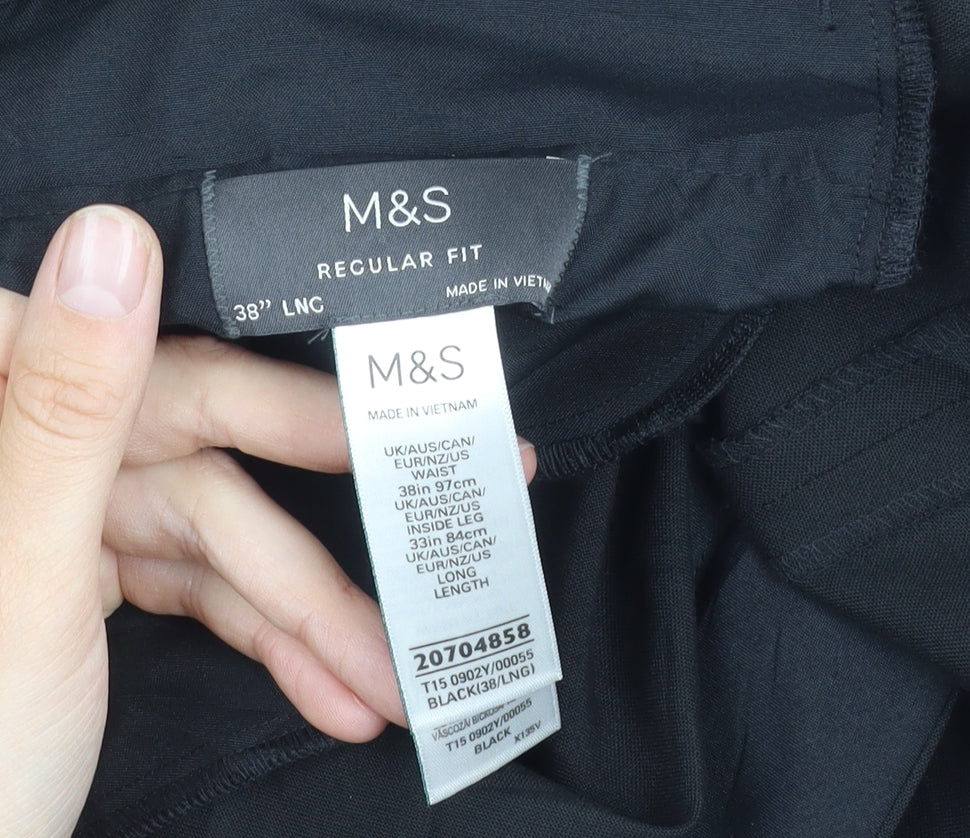 M&S
REGULAR FIT
38” LNG
MADE IN VIETN
M&S
MADE IN VIETNAM
UK/AUS/CAN/
EUR/NZ/US
WAIST
38in 97cm
UK/AUS/CAN/
EUR/NZ/US
INSIDE LEG
33in 84cm
UK/AUS/CAN/
EUR/NZ/US
LONG
LENGTH
20704858
T15 0902Y/00055
BLACK(38/LNG)
T15 0902Y/00055
BLACK X135V